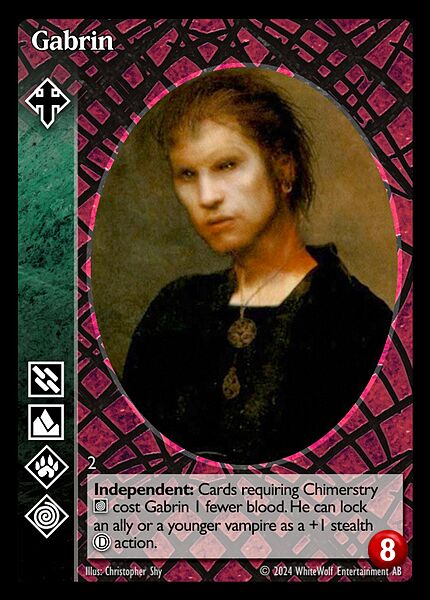 Gabrin
2
Independent: Cards requiring Chimerstry
cost Gabrin 1 fewer blood. He can lock
an ally or a younger vampire as a +1 stealth
D action.
8
Illus: Christopher Shy
© 2024 WhiteWolf Entertainment AB